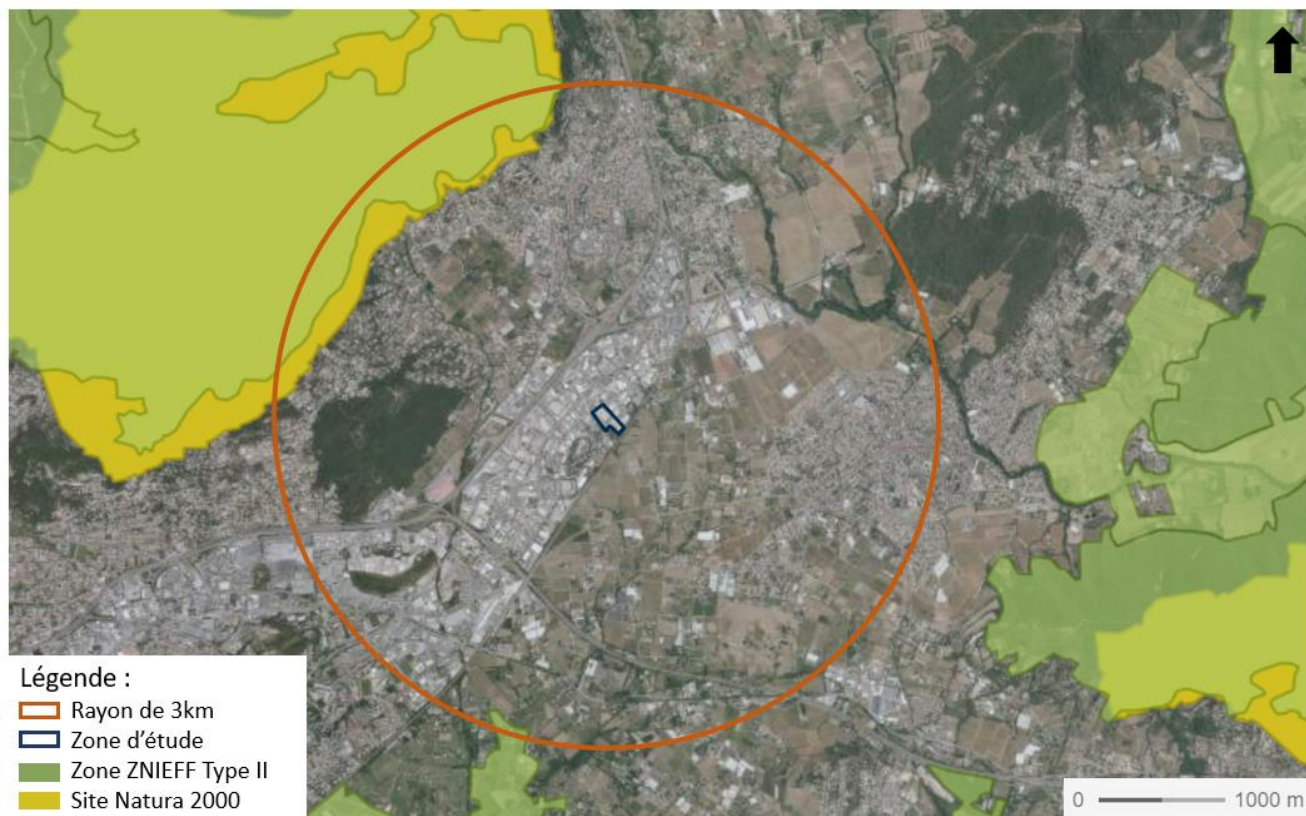 Légende :
Rayon de 3km
Zone d'étude
Zone ZNIEFF Type II
Site Natura 2000
0 1000 m